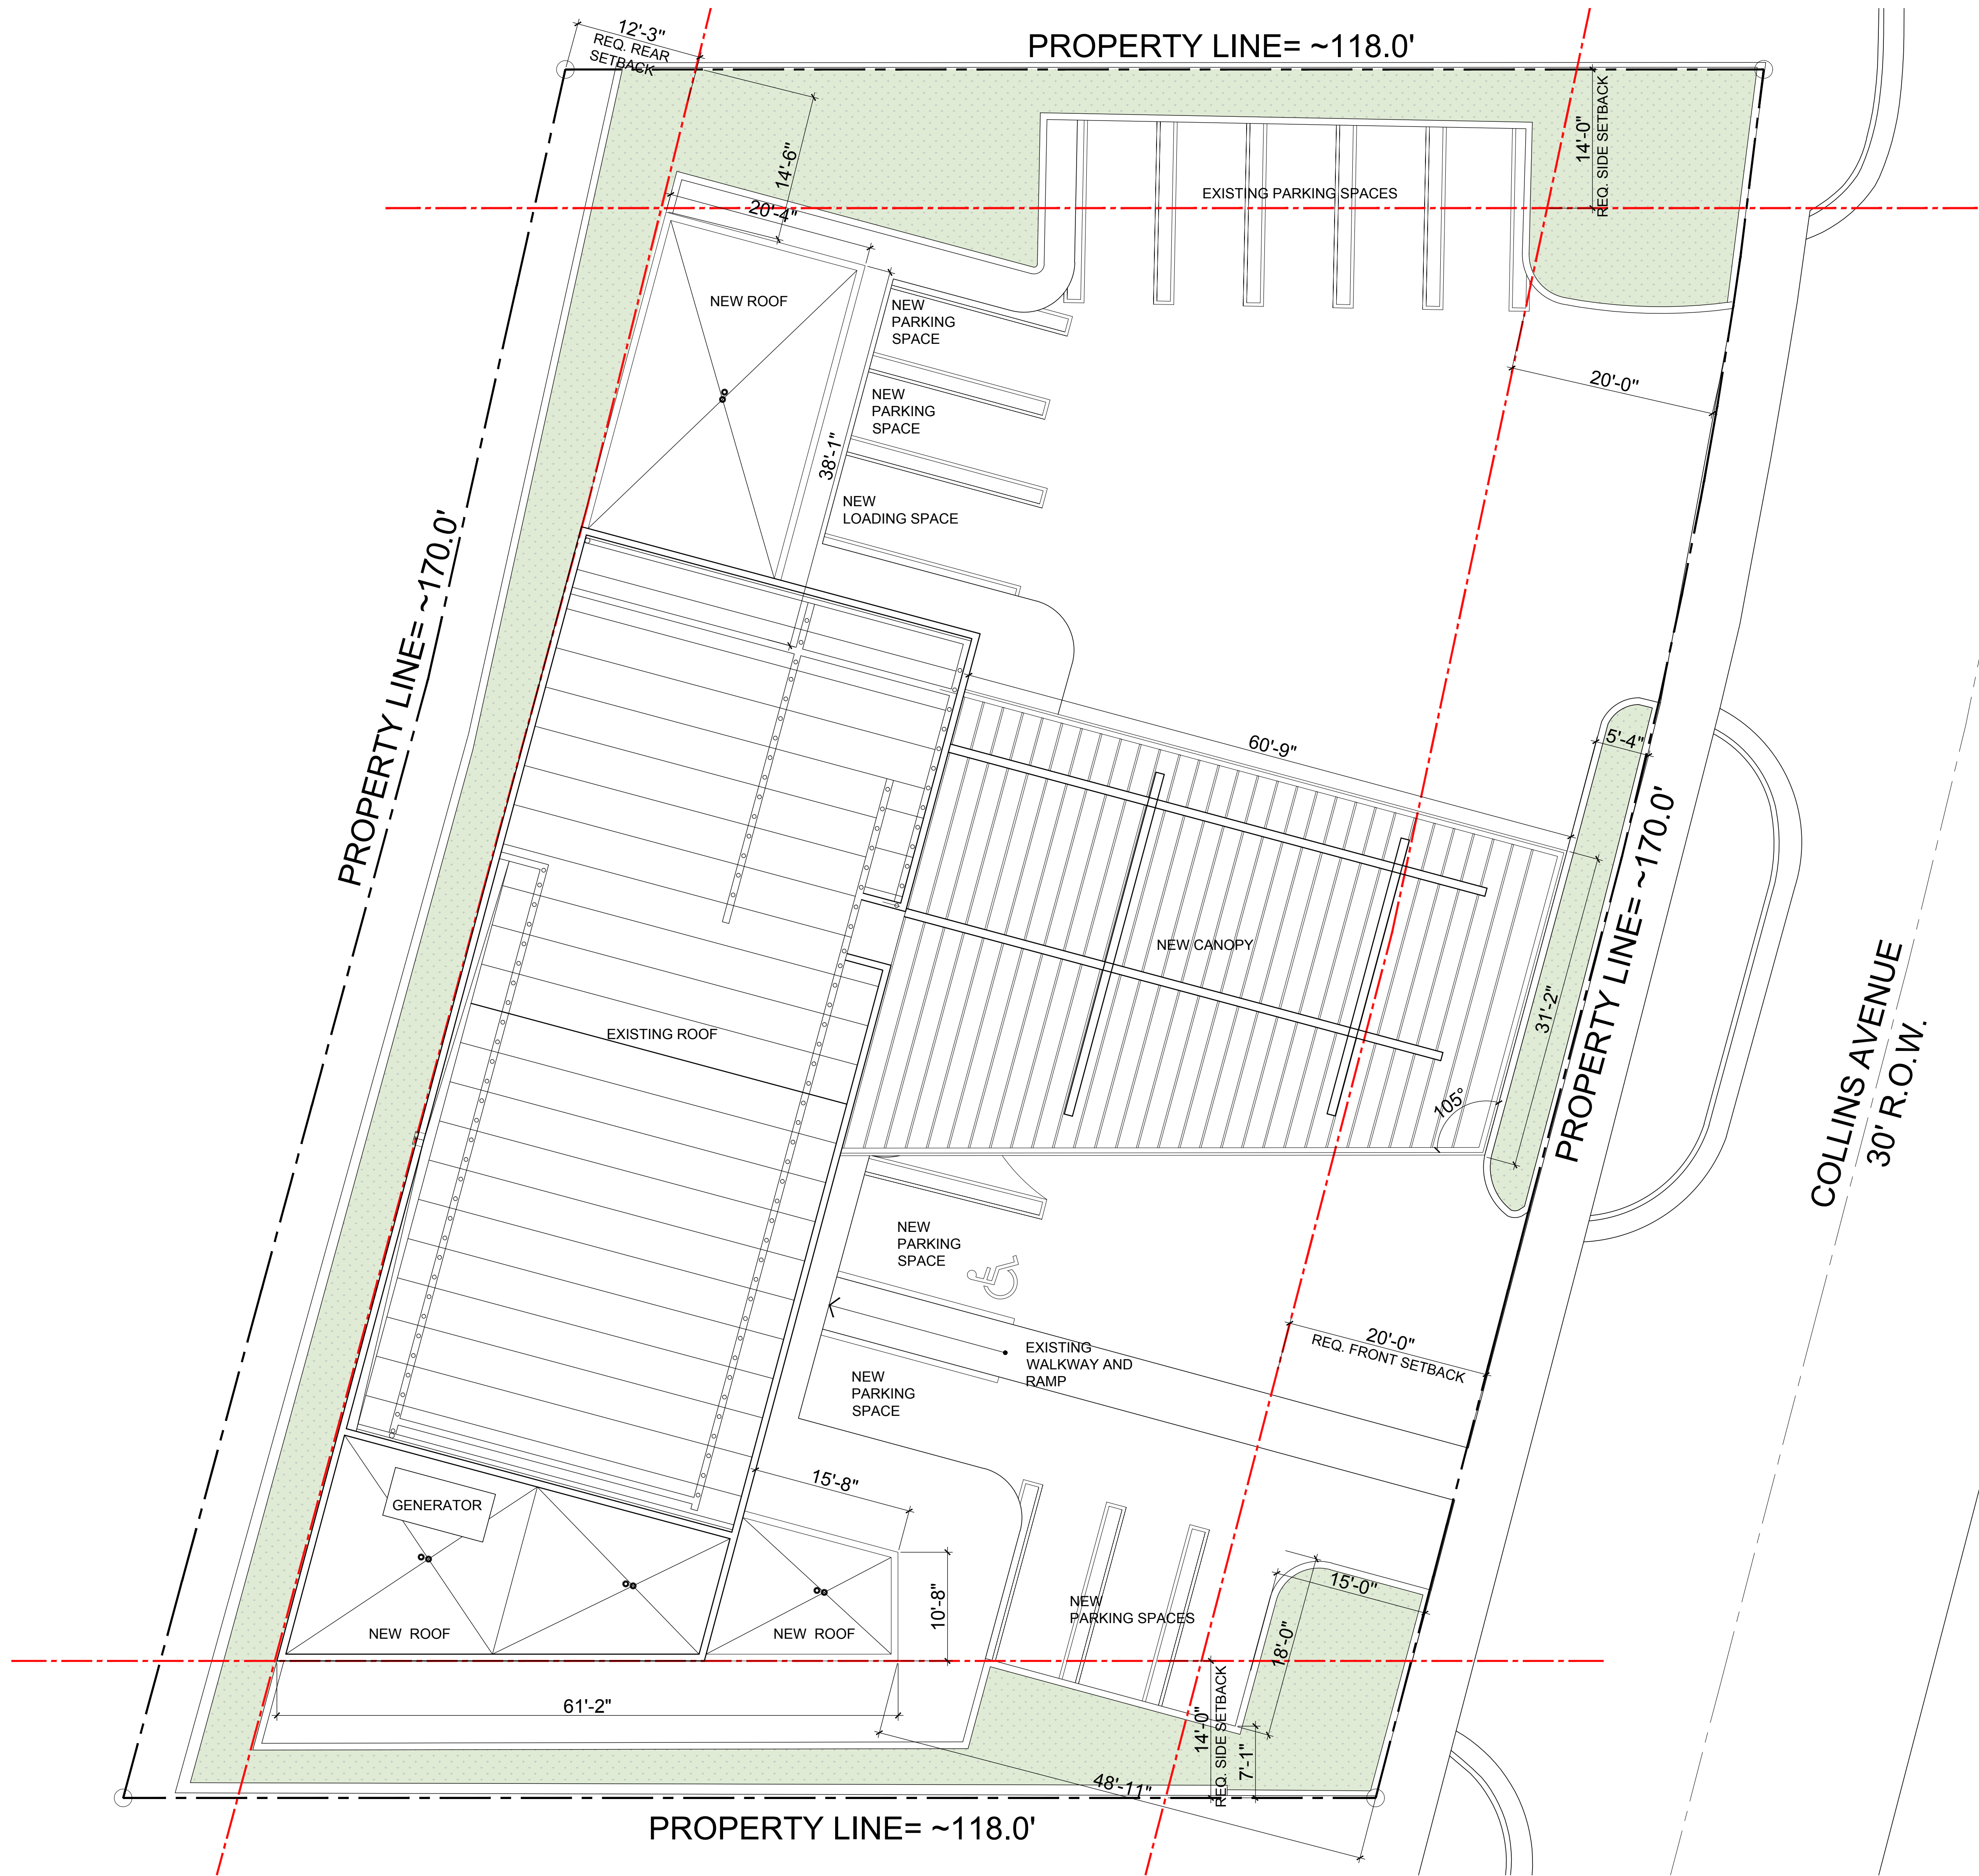 12'-3"
REQ. REAR
SETBACK
PROPERTY LINE= ~118.0'
14'-0"
REQ. SIDE SETBACK
14'-6"
20'-4"
EXISTING PARKING SPACES
NEW ROOF
NEW
PARKING
SPACE
20'-0"
NEW
PARKING
SPACE
38'-1"
NEW
LOADING SPACE
PROPERTY LINE= ~170.0'
60'-9"
5'-4"
PROPERTY LINE= ~170.0'
NEW CANOPY
31'-2"
EXISTING ROOF
COLLINS AVENUE
30' R.O.W.
105°
NEW
PARKING
SPACE
20'-0"
REQ. FRONT SETBACK
EXISTING
WALKWAY AND
RAMP
NEW
PARKING
SPACE
15'-8"
GENERATOR
15'-0"
10'-8"
NEW
PARKING SPACES
18'-0"
NEW ROOF
NEW ROOF
61'-2"
14'-0"
REQ. SIDE SETBACK
7'-1"
48'-11"
PROPERTY LINE= ~118.0'